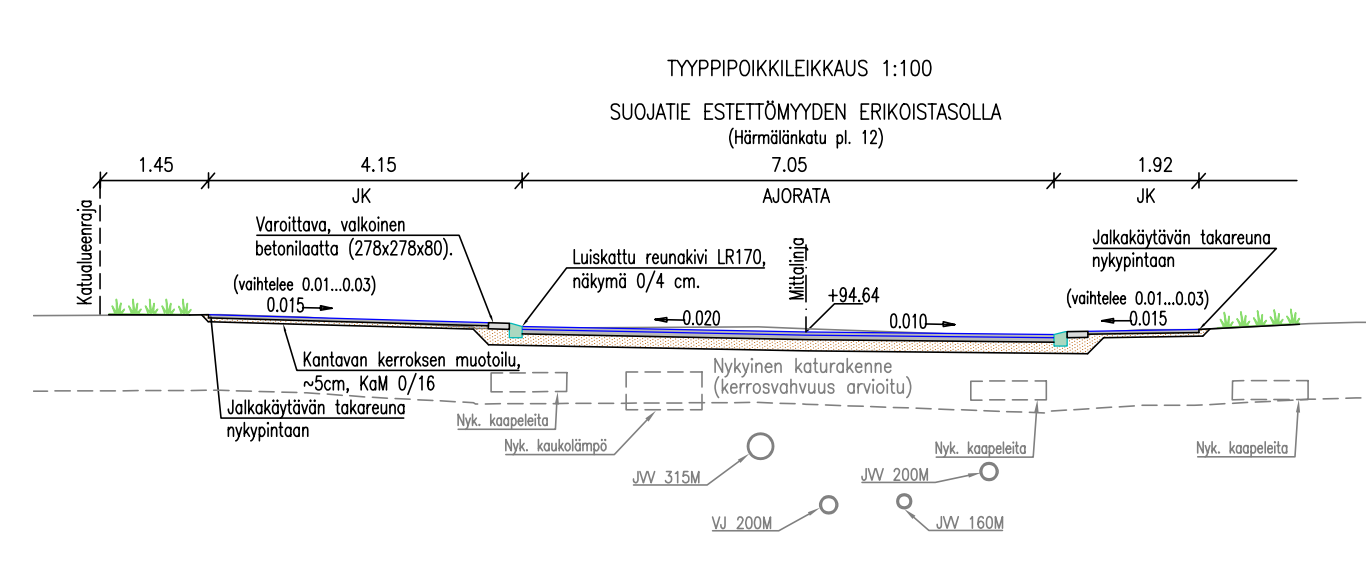 TYYPPIPOIKKILEIKKAUS 1:100
SUOJATIE ESTETTÖMYYDEN ERIKOISTASOLLA
(Härmälänkatu pl. 12)
1.45
4.15
7.05
1.92
JK
AJORATA
JK
Katualueenraja
Varoittava, valkoinen
betonilaatta (278x278x80).
Luiskattu reunakivi LR170,
näkymä 0/4 cm.
Mittalinja
Jalkakäytävän takareuna
nykypintaan
(vaihtelee 0.01...0.03)
0.015
0.020
+94.64
0.010
(vaihtelee 0.01...0.03)
0.015
Kantavan kerroksen muotoilu,
~5cm, KaM 0/16
Nykyinen katurakenne
(kerrosvahvuus arvioitu)
Jalkakäytävän takareuna
nykypintaan
Nyk. kaapeleita
Nyk. kaukolämpö
Nyk. kaapeleita
Nyk. kaapeleita
JVV 315M
JVV 200M
VJ 200M
JVV 160M